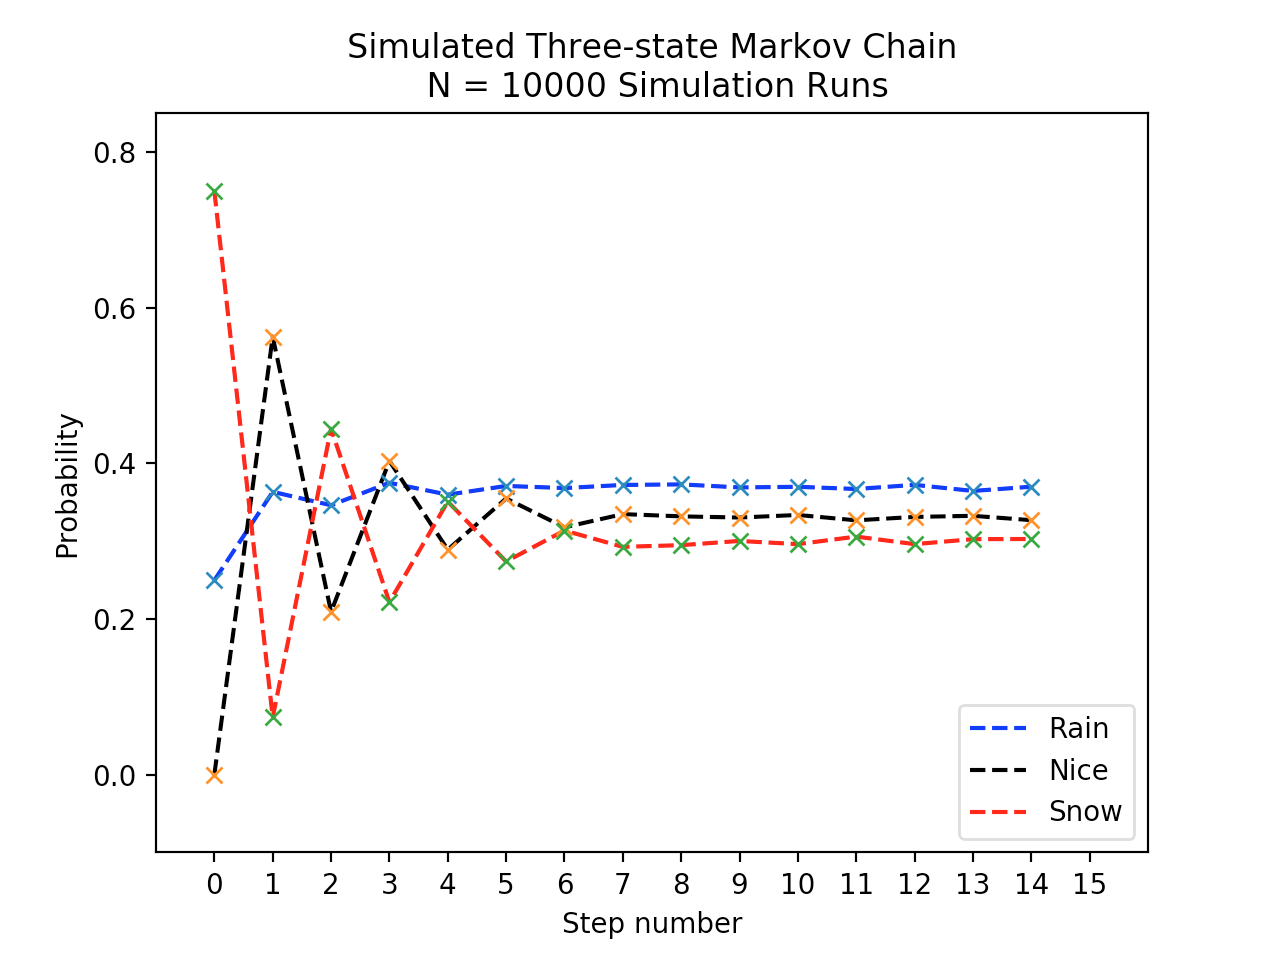 Simulated Three-state Markov Chain
N = 10000 Simulation Runs
Probability
0.8
0.6
0.4
0.2
0.0
Rain
Nice
Snow
0 1 2 3 4 5 6 7 8 9 10 11 12 13 14 15
Step number